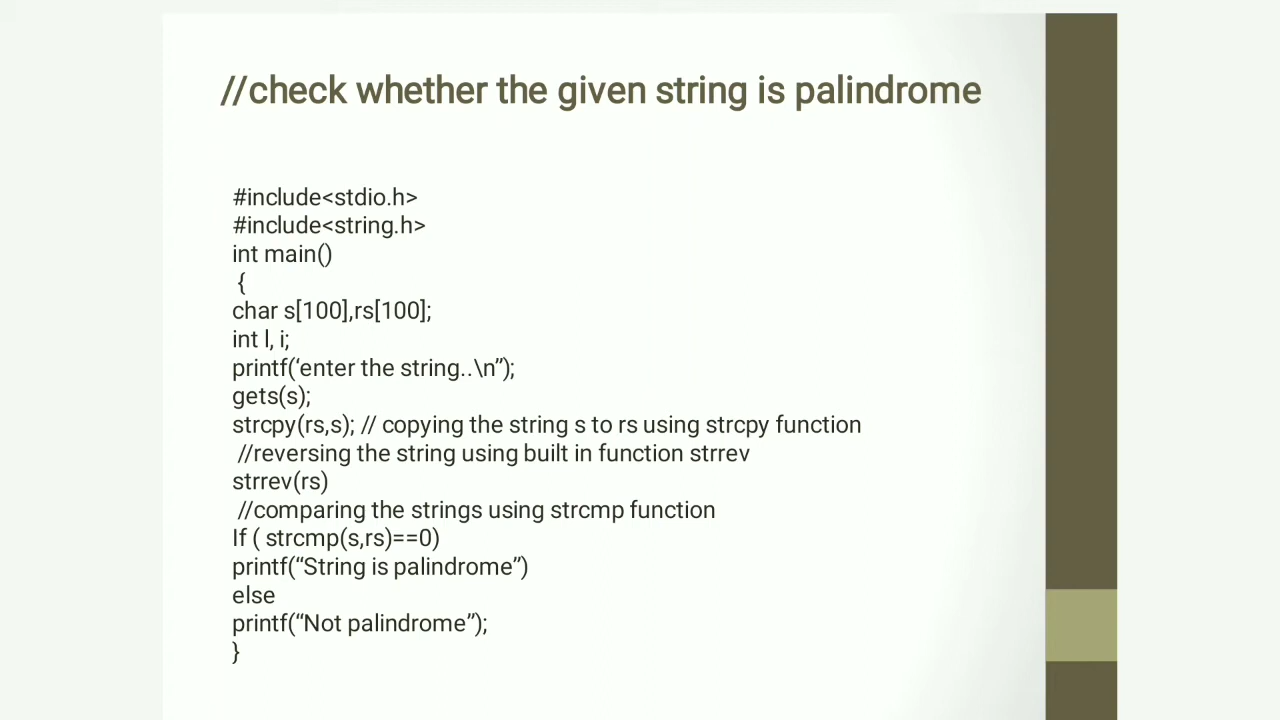 //check whether the given string is palindrome
#include<stdio.h>
#include<string.h>
int main()
{
char s[100],rs[100];
int l, i;
printf(‘enter the string..\n”);
gets(s);
strcpy(rs,s); // copying the string s to rs using strcpy function
//reversing the string using built in function strrev
strrev(rs)
//comparing the strings using strcmp function
If ( strcmp(s,rs)==0)
printf(“String is palindrome”)
else
printf(“Not palindrome”);
}